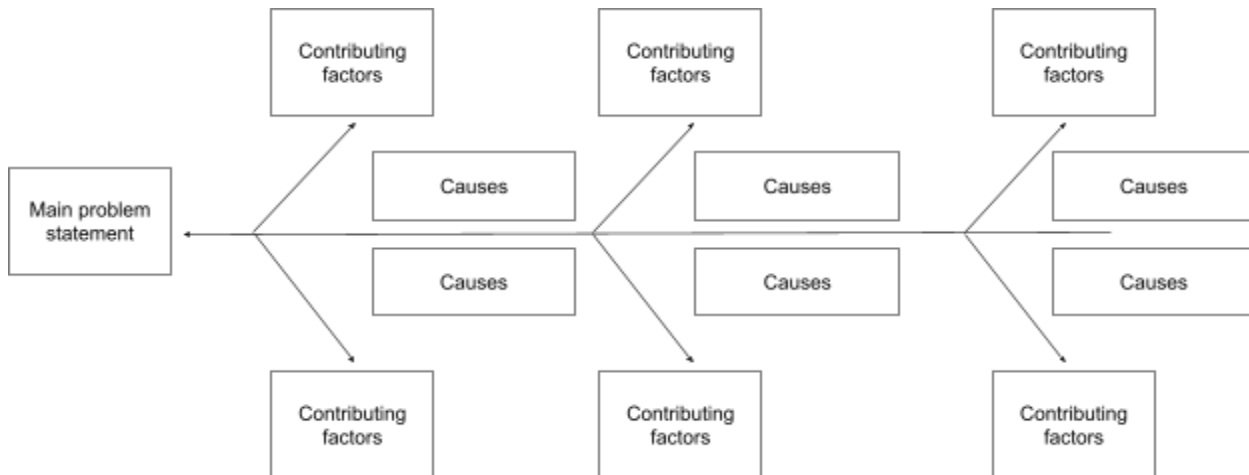 Contributing
factors
Contributing
factors
Contributing
factors
Causes
Causes
Causes
Main problem
statement
Causes
Causes
Causes
Contributing
factors
Contributing
factors
Contributing
factors